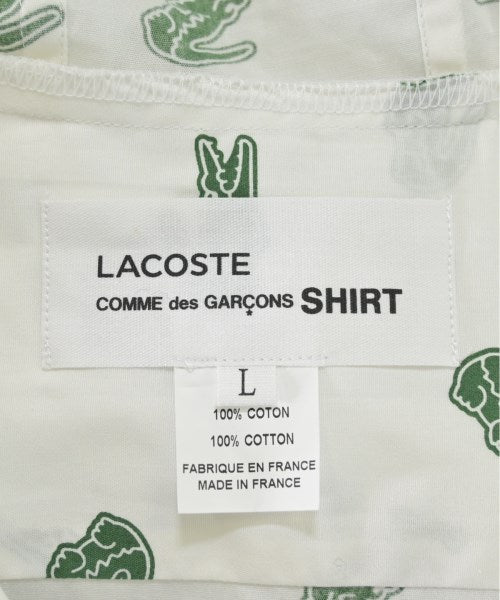 LACOSTE
COMME des GARÇONS SHIRT
L
100% COTON
100% COTTON
FABRIQUE EN FRANCE
MADE IN FRANCE